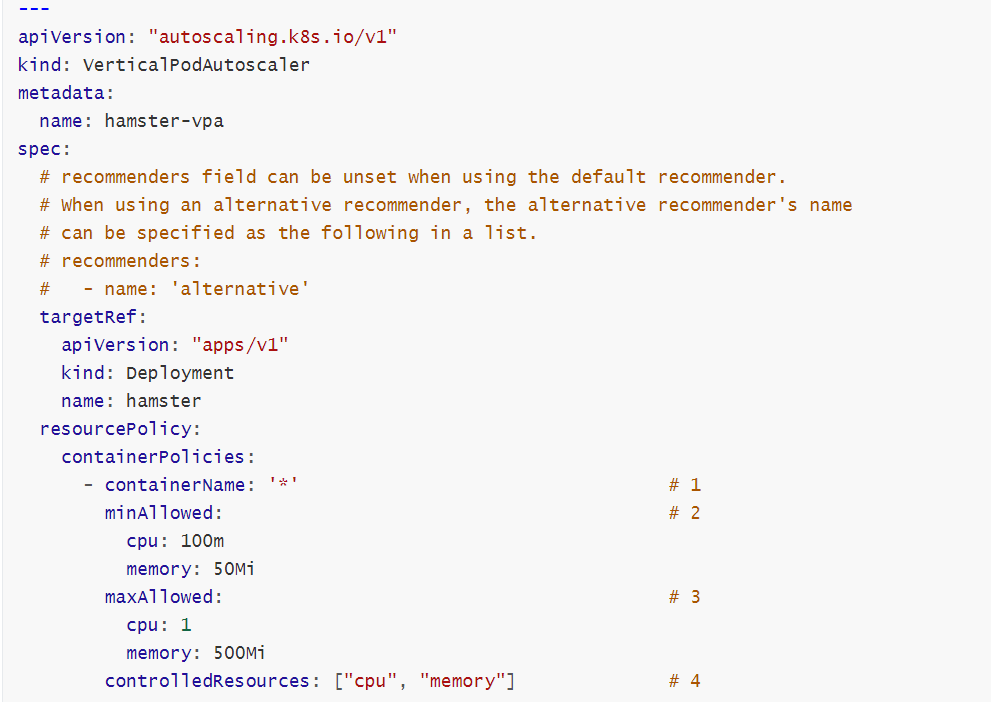 ---
apiVersion: "autoscaling.k8s.io/v1"
kind: VerticalPodAutoscaler
metadata:
  name: hamster-vpa
spec:
  # recommenders field can be unset when using the default recommender.
  # When using an alternative recommender, the alternative recommender's name
  # can be specified as the following in a list.
  # recommenders:
  #   - name: 'alternative'
  targetRef:
    apiVersion: "apps/v1"
    kind: Deployment
    name: hamster
  resourcePolicy:
    containerPolicies:
      - containerName: '*'                                  # 1
        minAllowed:                                         # 2
          cpu: 100m
          memory: 50Mi
        maxAllowed:                                         # 3
          cpu: 1
          memory: 500Mi
        controlledResources: ["cpu", "memory"]              # 4